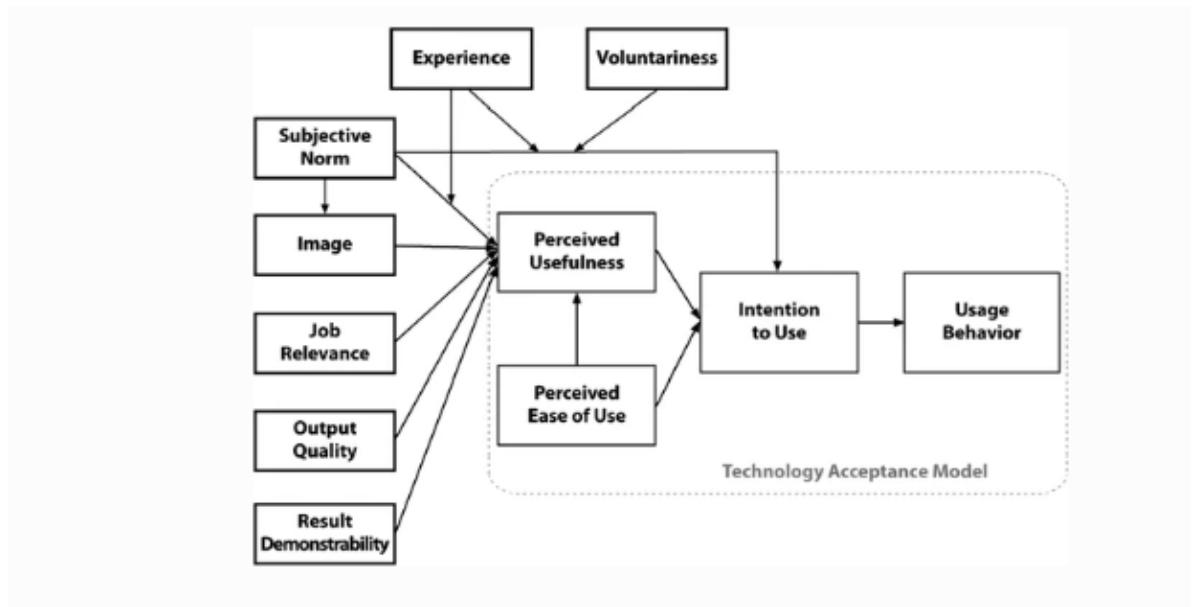 Experience
Voluntariness
Subjective
Norm
Image
Perceived
Usefulness
Job
Relevance
Intention
to Use
Usage
Behavior
Perceived
Ease of Use
Output
Quality
Technology Acceptance Model
Result
Demonstrability